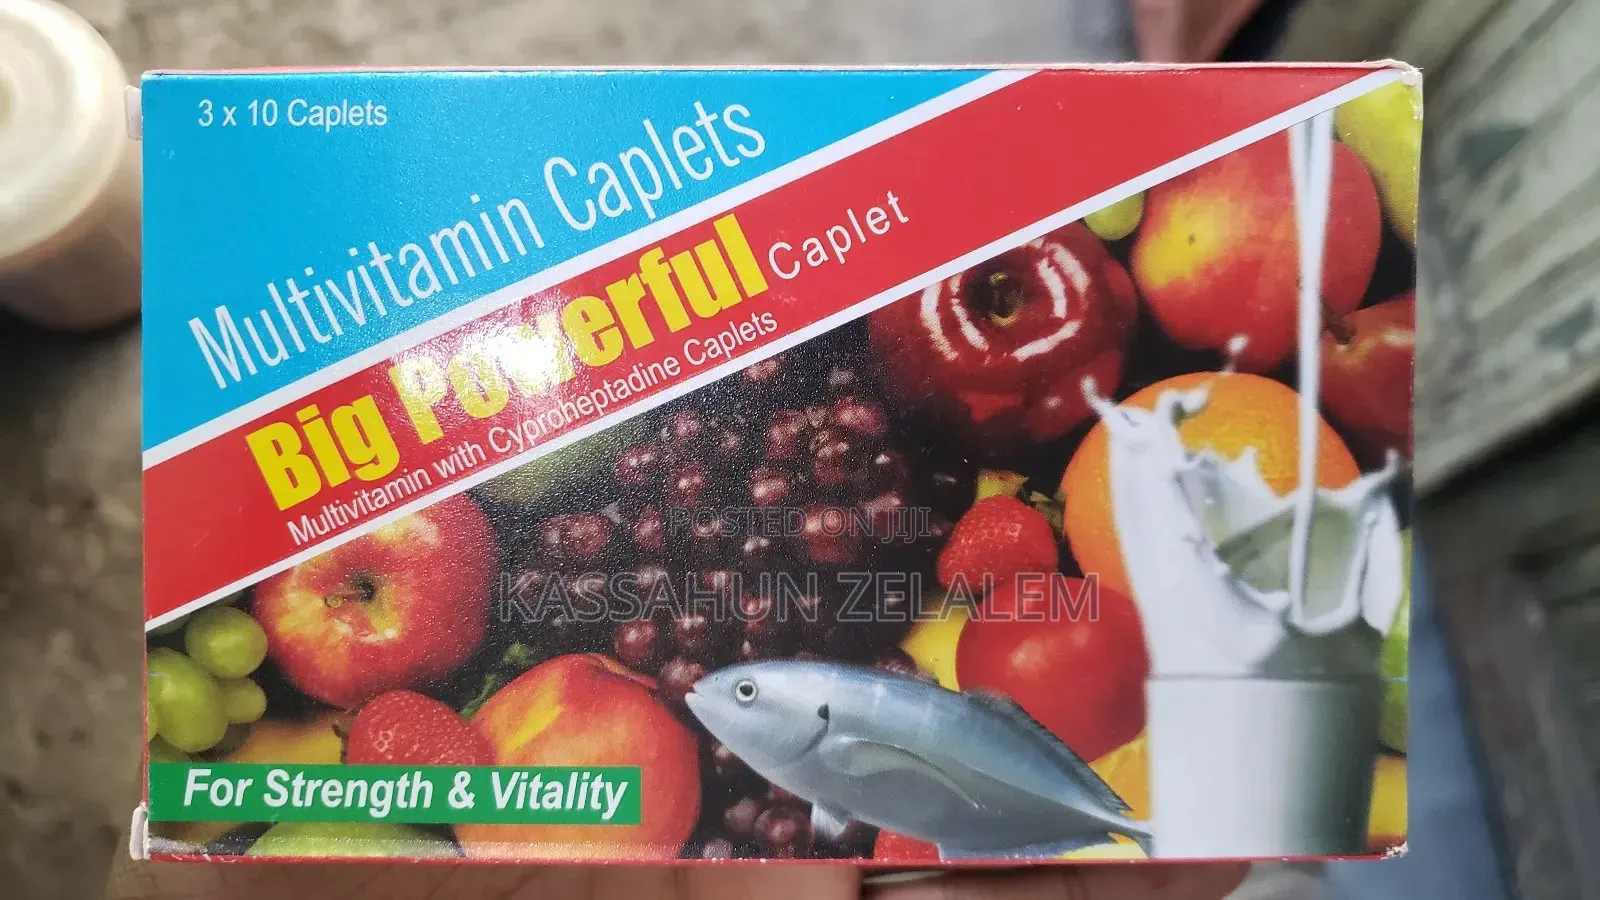 3 x 10 Caplets
Multivitamin Caplets
Big Powerful Caplet
Multivitamin with Cyproheptadine Caplets
POSTED ON JIJI
KASSAHUN ZELALEM
For Strength & Vitality